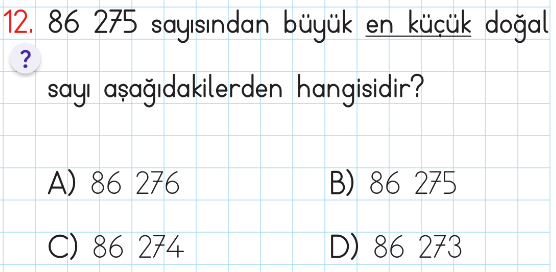 12. 86 275 sayısından büyük en küçük doğal
?
sayı aşağıdakilerden hangisidir?
A) 86 276 B) 86 275
C) 86 274 D) 86 273